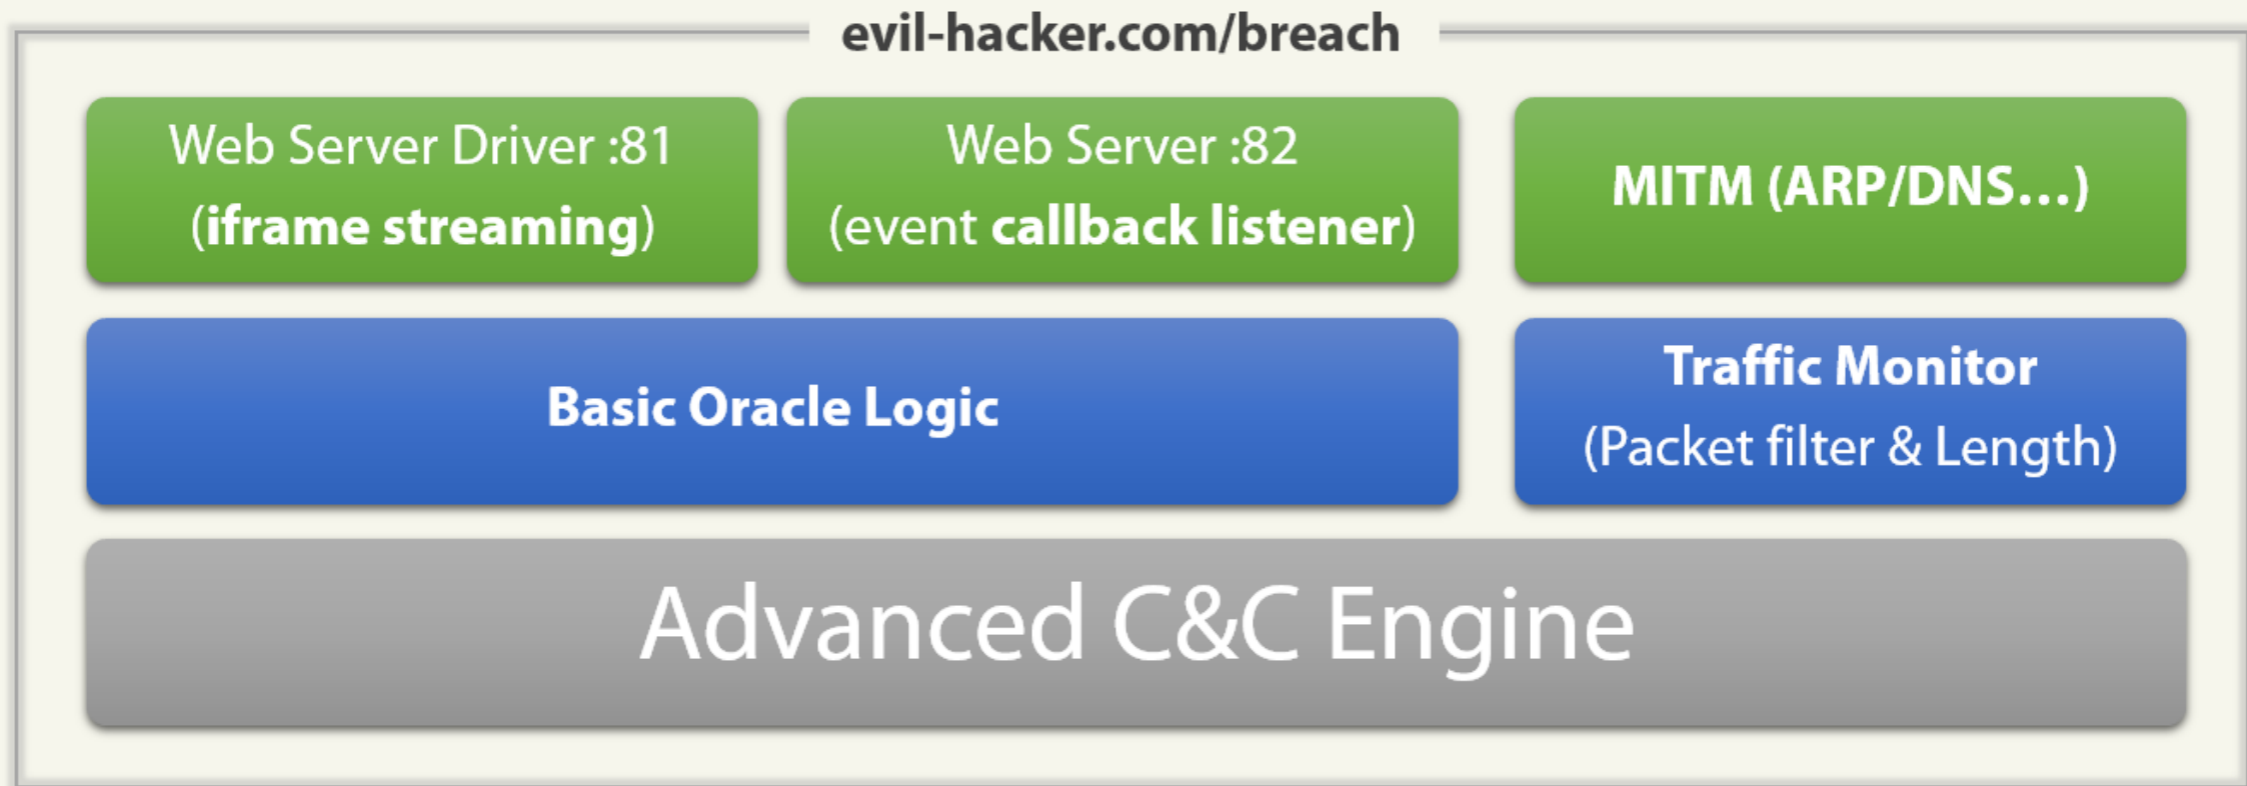 evil-hacker.com/breach
Web Server Driver :81
(iframe streaming)
Web Server :82
(event callback listener)
MITM (ARP/DNS...)
Basic Oracle Logic
Traffic Monitor
(Packet filter & Length)
Advanced C&C Engine